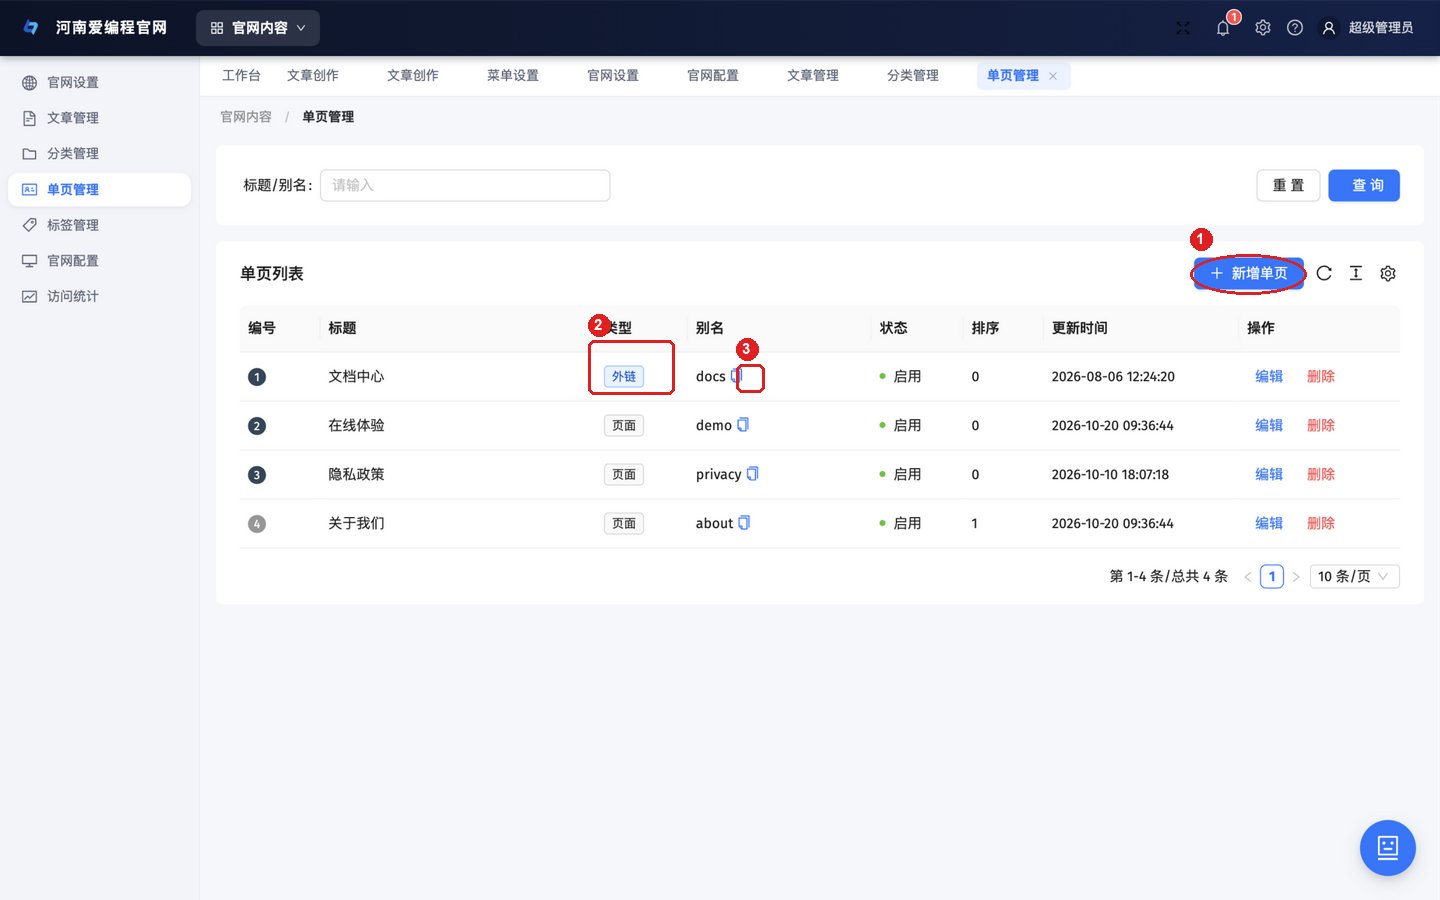 河南爱编程官网
官网内容
1
超级管理员
官网设置
文章管理
分类管理
单页管理
标签管理
官网配置
访问统计
工作台 文章创作 文章创作 菜单设置 官网设置 官网配置 文章管理 分类管理 单页管理
官网内容 / 单页管理
标题/别名: 请输入 重 置 查 询
1
单页列表 新增单页
编号 标题 2 类型 别名 状态 排序 更新时间 操作
3
1 文档中心 外链 docs 启用 0 2026-08-06 12:24:20 编辑 删除
2 在线体验 页面 demo 启用 0 2026-10-20 09:36:44 编辑 删除
3 隐私政策 页面 privacy 启用 0 2026-10-10 18:07:18 编辑 删除
4 关于我们 页面 about 启用 1 2026-10-20 09:36:44 编辑 删除
第 1-4 条/总共 4 条 < 1 > 10 条/页